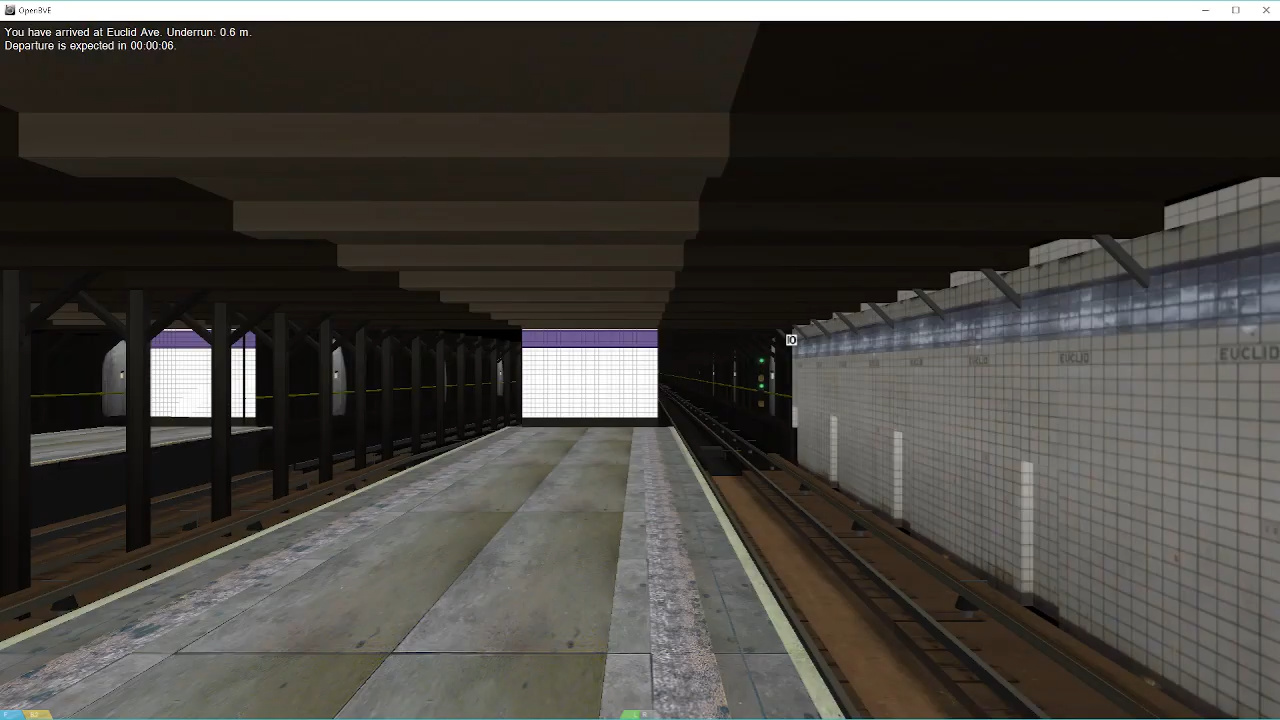 OpenBVE
You have arrived at Euclid Ave. Underrun: 0.6 m.
Departure is expected in 00:00:06.
10
EUCLID
EUCLID
EUCLID